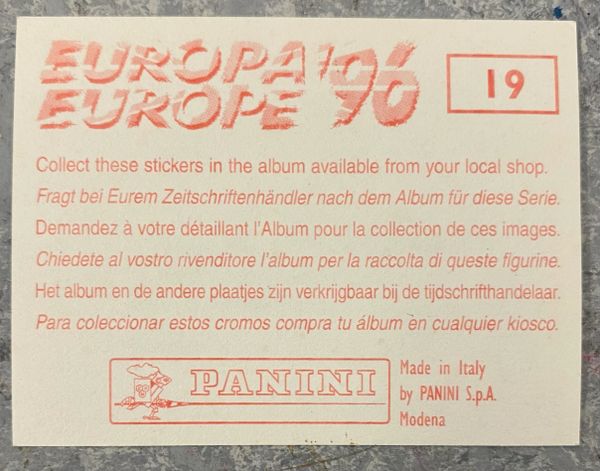 EUROPA '96
EUROPE
19
Collect these stickers in the album available from your local shop.
Fragt bei Eurem Zeitschriftenhändler nach dem Album für diese Serie.
Demandez à votre détaillant l'Album pour la collection de ces images.
Chiedete al vostro rivenditore l'album per la raccolta di queste figurine.
Het album en de andere plaatjes zijn verkrijgbaar bij de tijdschrifthandelaar.
Para coleccionar estos cromos compra tu álbum en cualquier kiosco.
PANINI
Made in Italy
by PANINI S.p.A.
Modena